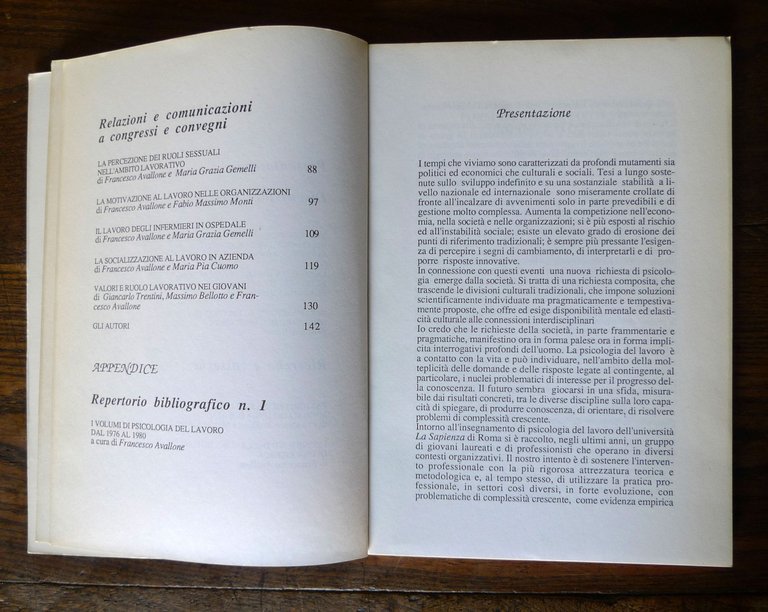 Relazioni e comunicazioni
a congressi e convegni
LA PERCEZIONE DEI RUOLI SESSUALI
NELL'AMBITO LAVORATIVO
di Francesco Avallone e Maria Grazia Gemelli 88
LA MOTIVAZIONE AL LAVORO NELLE ORGANIZZAZIONI
di Francesco Avallone e Fabio Massimo Monti 97
IL LAVORO DEGLI INFERMIERI IN OSPEDALE
di Francesco Avallone e Maria Grazia Gemelli 109
LA SOCIALIZZAZIONE AL LAVORO IN AZIENDA
di Francesco Avallone e Maria Pia Cuomo 119
VALORI E RUOLO LAVORATIVO NEI GIOVANI
di Giancarlo Trentini, Massimo Bellotto e Fran-
cesco Avallone 130
GLI AUTORI 142
APPENDICE
Repertorio bibliografico n. 1
I VOLUMI DI PSICOLOGIA DEL LAVORO
DAL 1976 AL 1980
a cura di Francesco Avallone
Presentazione
I tempi che viviamo sono caratterizzati da profondi mutamenti sia
politici ed economici che culturali e sociali. Tesi a lungo soste-
nute sullo sviluppo indefinito e su una sostanziale stabilità a li-
vello nazionale ed internazionale sono miseramente crollate di
fronte all'incalzare di avvenimenti solo in parte prevedibili e di
gestione molto complessa. Aumenta la competizione nell'econo-
mia, nella società e nelle organizzazioni; si è più esposti al rischio
ed all'instabilità sociale; esiste un elevato grado di erosione dei
punti di riferimento tradizionali; è sempre più pressante l'esigen-
za di percepire i segni di cambiamento, di interpretarli e di pro-
porre risposte innovative.
In connessione con questi eventi una nuova richiesta di psicolo-
gia emerge dalla società. Si tratta di una richiesta composita, che
trascende le divisioni culturali tradizionali, che impone soluzioni
scientificamente individuate ma pragmaticamente e tempestiva-
mente proposte, che offre ed esige disponibilità mentale ed elasti-
cità culturale alle connessioni interdisciplinari
Io credo che le richieste della società, in parte frammentarie e
pragmatiche, manifestino ora in forma palese ora in forma
implicita interrogativi profondi dell'uomo. La psicologia del lavoro è
a contatto con la vita e può individuare, nell'ambito della mol-
teplicità delle domande e delle risposte legate al contingente, al
particolare, i nuclei problematici di interesse per il progresso del-
la conoscenza. Il futuro sembra giocarsi in una sfida, misura-
bile dai risultati concreti, tra le diverse discipline sulla loro capa-
cità di spiegare, di produrre conoscenza, di orientare, di risolvere
problemi di complessità crescente.
Intorno all'insegnamento di psicologia del lavoro dell'università
La Sapienza di Roma si è raccolto, negli ultimi anni, un gruppo
di giovani laureati e di professionisti che operano in diversi
contesti organizzativi. Il nostro intento è di sostenere l'interven-
to professionale con la più rigorosa attrezzatura teorica e
metodologica e, al tempo stesso, di utilizzare la pratica pro-
fessionale, in settori così diversi, in forte evoluzione, con
problematiche di complessità crescente, come evidenza empirica